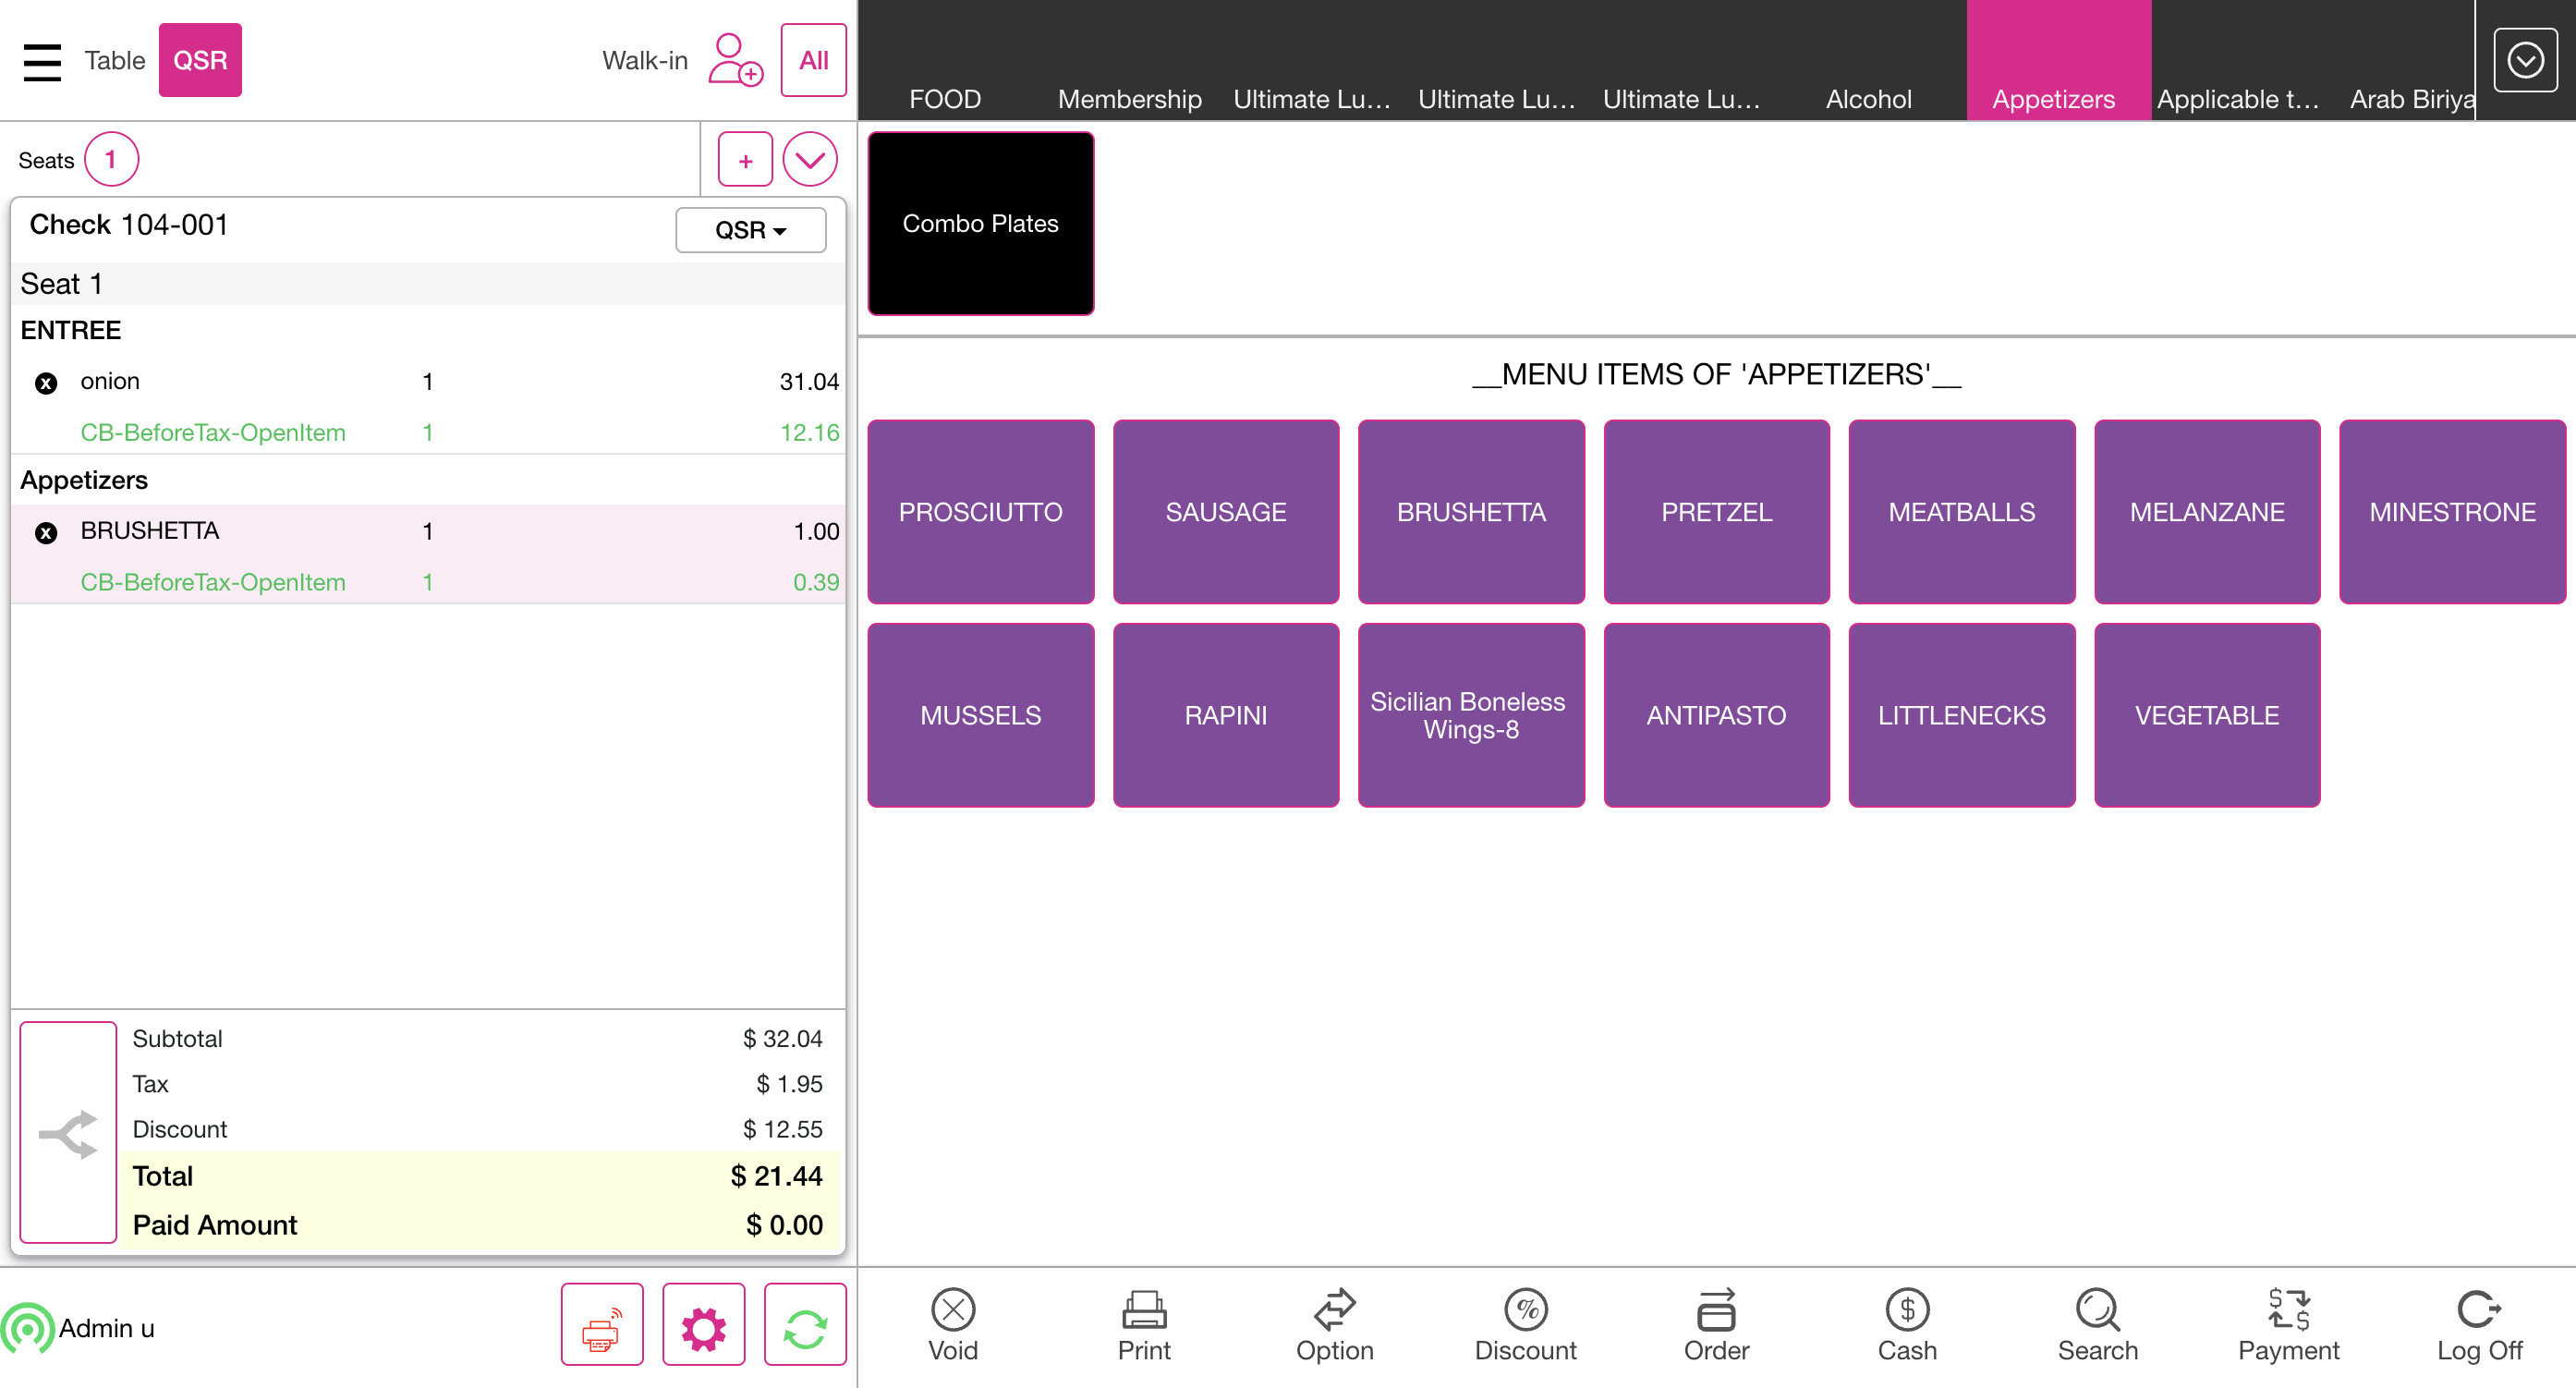 Table QSR Walk-in All
FOOD Membership Ultimate Lu... Ultimate Lu... Ultimate Lu... Alcohol Appetizers Applicable t... Arab Biriya
Seats 1 +
Check 104-001 QSR
Seat 1
ENTREE
x onion 1 31.04
CB-BeforeTax-OpenItem 1 12.16
Appetizers
x BRUSHETTA 1 1.00
CB-BeforeTax-OpenItem 1 0.39
Subtotal $ 32.04
Tax $ 1.95
Discount $ 12.55
Total $ 21.44
Paid Amount $ 0.00
Admin u
Combo Plates
__MENU ITEMS OF 'APPETIZERS'__
PROSCIUTTO SAUSAGE BRUSHETTA PRETZEL MEATBALLS MELANZANE MINESTRONE
MUSSELS RAPINI Sicilian Boneless
Wings-8 ANTIPASTO LITTLENECKS VEGETABLE
Void Print Option Discount Order Cash Search Payment Log Off